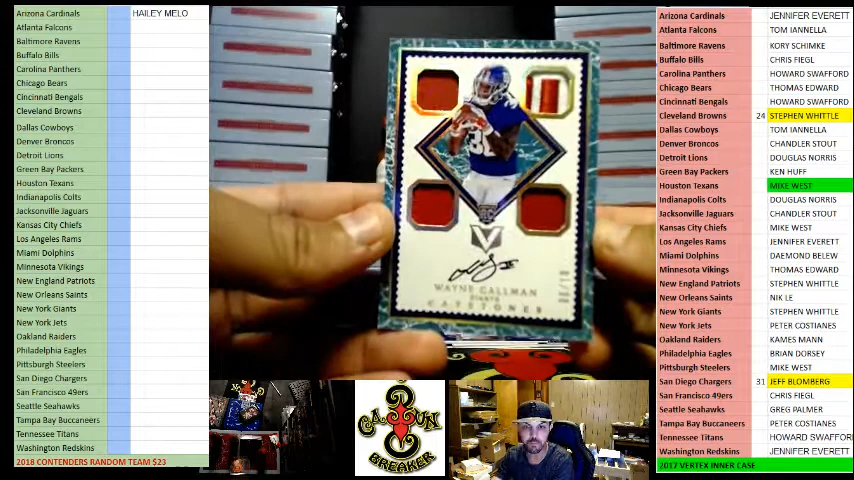 Arizona Cardinals HAILEY MELO
Atlanta Falcons
Baltimore Ravens
Buffalo Bills
Carolina Panthers
Chicago Bears
Cincinnati Bengals
Cleveland Browns
Dallas Cowboys
Denver Broncos
Detroit Lions
Green Bay Packers
Houston Texans
Indianapolis Colts
Jacksonville Jaguars
Kansas City Chiefs
Los Angeles Rams
Miami Dolphins
Minnesota Vikings
New England Patriots
New Orleans Saints
New York Giants
New York Jets
Oakland Raiders
Philadelphia Eagles
Pittsburgh Steelers
San Diego Chargers
San Francisco 49ers
Seattle Seahawks
Tampa Bay Buccaneers
Tennessee Titans
Washington Redskins
2018 CONTENDERS RANDOM TEAM $23
WAYNE GALLMAN
GIANTS
CAPSTONES
CAJUN
BREAKER
Arizona Cardinals JENNIFER EVERETT
Atlanta Falcons TOM IANNELLA
Baltimore Ravens KORY SCHIMKE
Buffalo Bills CHRIS FIEGL
Carolina Panthers HOWARD SWAFFORD
Chicago Bears THOMAS EDWARD
Cincinnati Bengals HOWARD SWAFFORD
Cleveland Browns 24 STEPHEN WHITTLE
Dallas Cowboys TOM IANNELLA
Denver Broncos CHANDLER STOUT
Detroit Lions DOUGLAS NORRIS
Green Bay Packers KEN HUFF
Houston Texans MIKE WEST
Indianapolis Colts DOUGLAS NORRIS
Jacksonville Jaguars CHANDLER STOUT
Kansas City Chiefs MIKE WEST
Los Angeles Rams JENNIFER EVERETT
Miami Dolphins DAEMOND BELEW
Minnesota Vikings THOMAS EDWARD
New England Patriots STEPHEN WHITTLE
New Orleans Saints NIK LE
New York Giants STEPHEN WHITTLE
New York Jets PETER COSTIANES
Oakland Raiders KAMES MANN
Philadelphia Eagles BRIAN DORSEY
Pittsburgh Steelers MIKE WEST
San Diego Chargers 31 JEFF BLOMBERG
San Francisco 49ers CHRIS FIEGL
Seattle Seahawks GREG PALMER
Tampa Bay Buccaneers PETER COSTIANES
Tennessee Titans HOWARD SWAFFORD
Washington Redskins JENNIFER EVERETT
2017 VERTEX INNER CASE